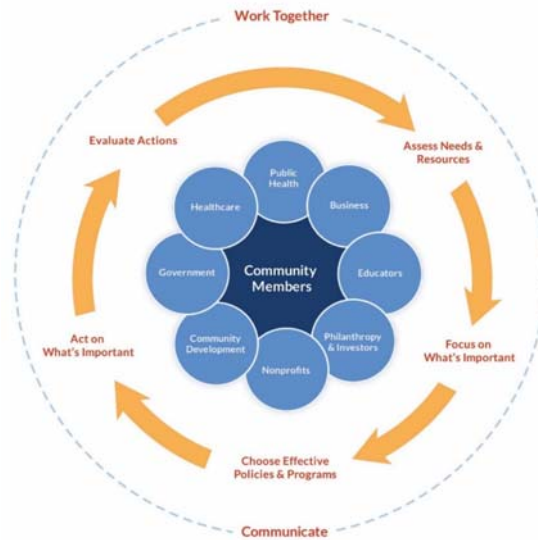 Work Together
Evaluate Actions
Assess Needs &
Resources
Public
Health
Healthcare
Business
Government
Community
Members
Educators
Community
Development
Philanthropy
& Investors
Nonprofits
Act on
What's Important
Focus on
What's Important
Choose Effective
Policies & Programs
Communicate